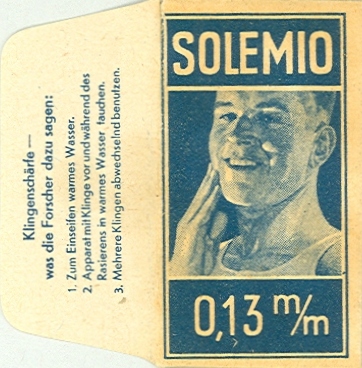 Klingenschärfe —
was die Forscher dazu sagen:
1. Zum Einseifen warmes Wasser.
2. Apparat mit Klinge vor und während des
Rasierens in warmes Wasser tauchen.
3. Mehrere Klingen abwechselnd benutzen.
SOLEMIO
0,13 m/m